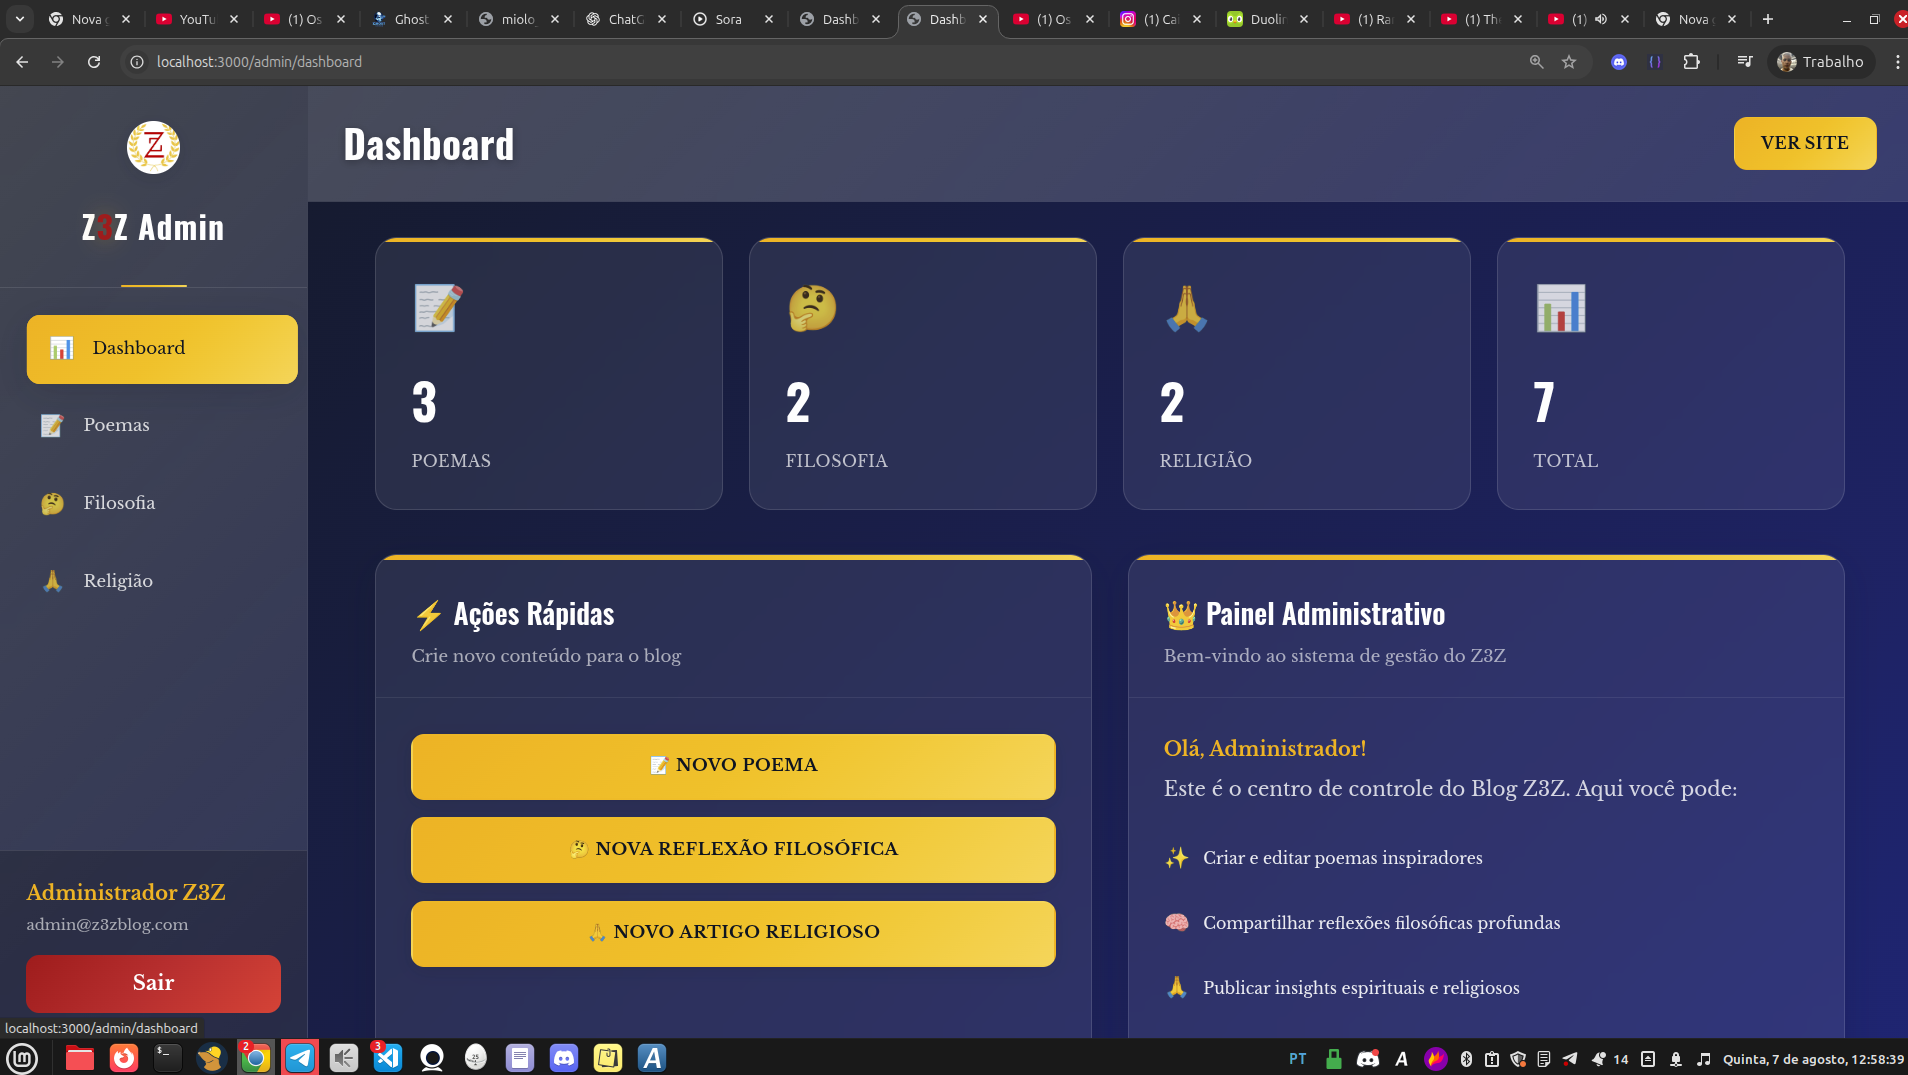 Nova g
YouTu
(1) Os
Ghost
miolo_
ChatG
Sora
Dashb
Dashb
(1) Os
(1) Cai
Duolin
(1) Rar
(1) The
(1)
Nova g
localhost:3000/admin/dashboard
Trabalho
Z
Z3Z Admin
Dashboard
Poemas
Filosofia
Religião
Administrador Z3Z
admin@z3zblog.com
Sair
localhost:3000/admin/dashboard
Dashboard
VER SITE
3
POEMAS
2
FILOSOFIA
2
RELIGIÃO
7
TOTAL
Ações Rápidas
Crie novo conteúdo para o blog
NOVO POEMA
NOVA REFLEXÃO FILOSÓFICA
NOVO ARTIGO RELIGIOSO
Painel Administrativo
Bem-vindo ao sistema de gestão do Z3Z
Olá, Administrador!
Este é o centro de controle do Blog Z3Z. Aqui você pode:
Criar e editar poemas inspiradores
Compartilhar reflexões filosóficas profundas
Publicar insights espirituais e religiosos
2
3
25
PT
14
Quinta, 7 de agosto, 12:58:39